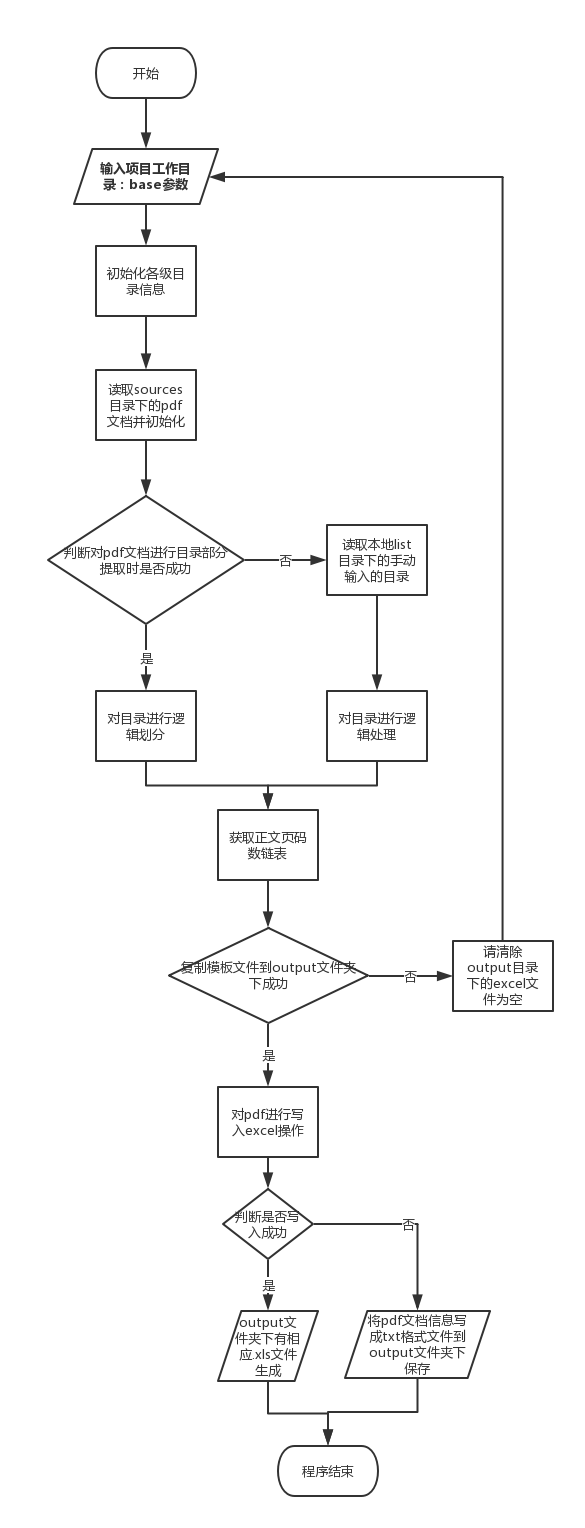 开始
输入项目工作目
录：base参数
初始化各级目
录信息
读取sources
目录下的pdf
文档并初始化
判断对pdf文档进行目录部分
提取时是否成功
否
读取本地list
目录下的手动
输入的目录
是
对目录进行逻
辑划分
对目录进行逻
辑处理
获取正文页码
数链表
复制模板文件到output文件夹
下成功
否
请清除
output目录
下的excel文
件为空
是
对pdf进行写
入excel操作
判断是否写
入成功
否
是
output文
件夹下有相
应.xls文件
生成
将pdf文档信息写
成txt格式文件到
output文件夹下
保存
程序结束